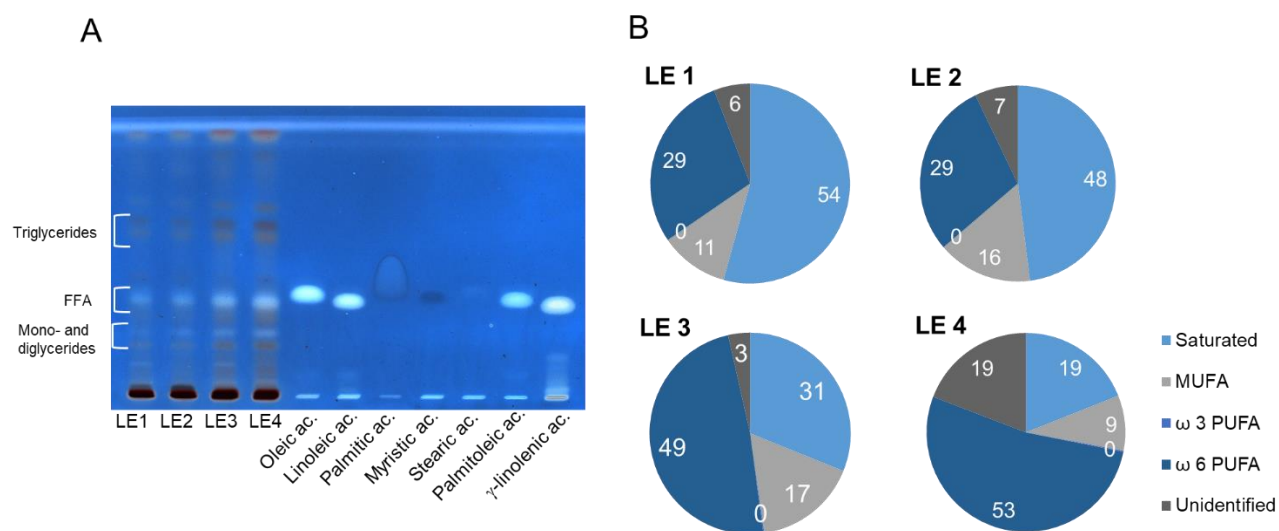 A
Triglycerides
FFA
Mono- and
diglycerides
LE1 LE2 LE3 LE4
Oleic ac.
Linoleic ac.
Palmitic ac.
Myristic ac.
Stearic ac.
Palmitoleic ac.
γ-linolenic ac.
B
LE 1
6
29
54
0
11
LE 2
7
29
48
0
16
LE 3
3
31
49
17
0
LE 4
19
19
9
0
53
Saturated
MUFA
ω 3 PUFA
ω 6 PUFA
Unidentified